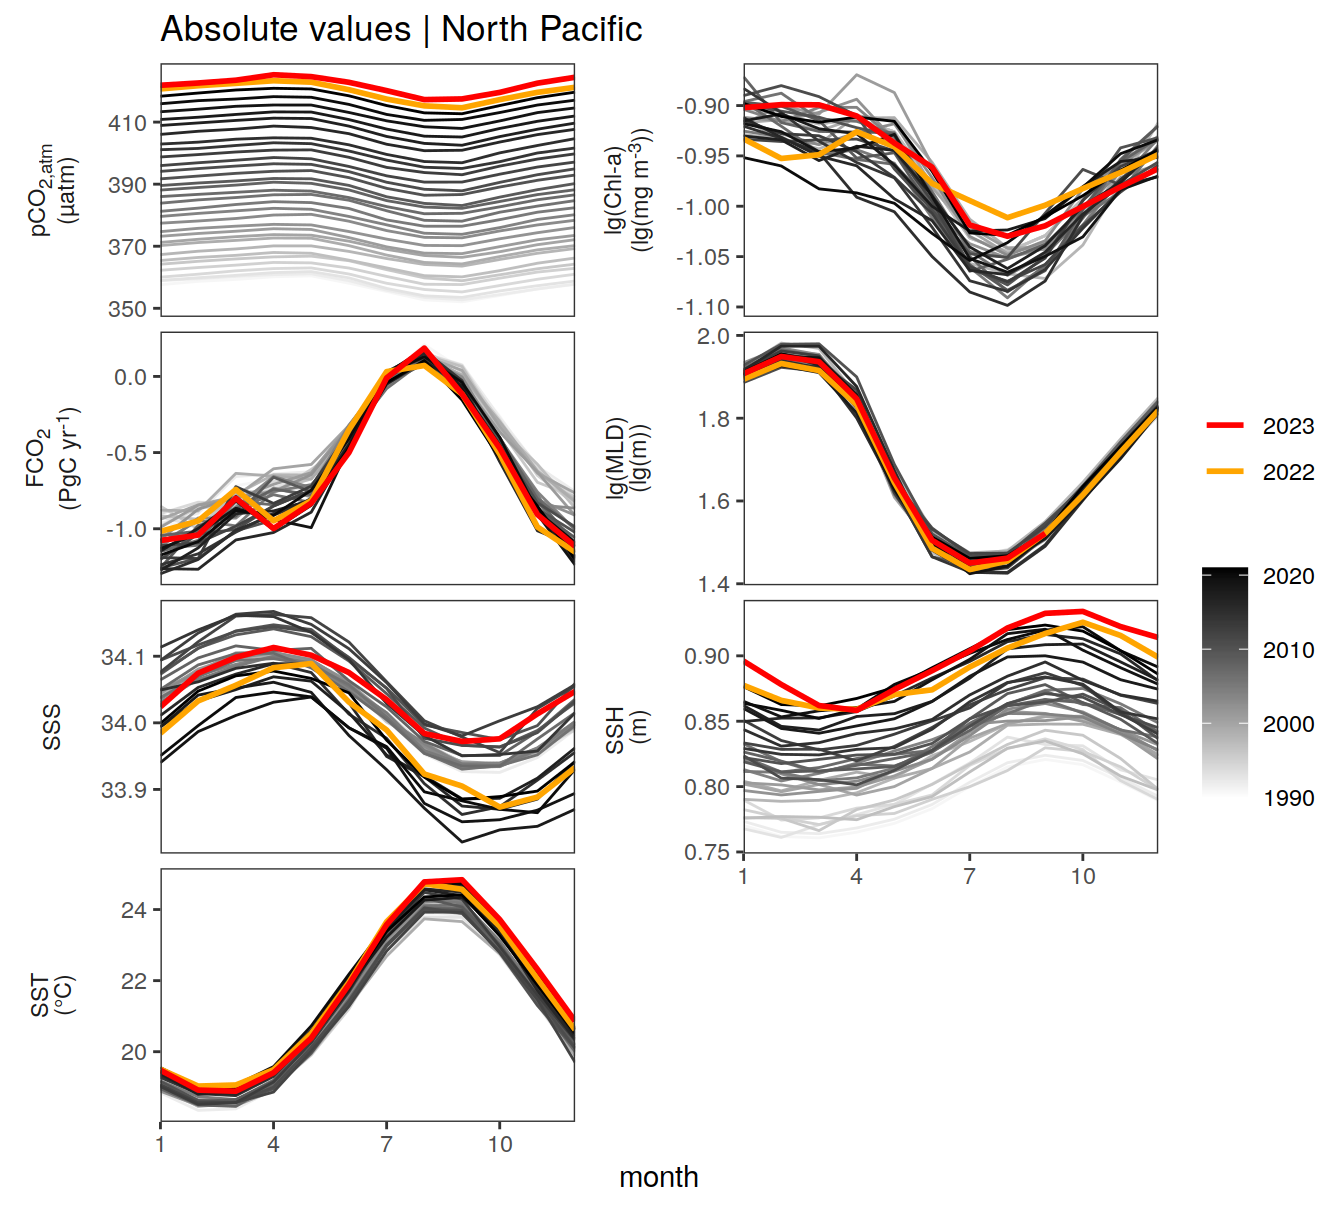 Absolute values | North Pacific
pCO2,atm
(µatm)
410
390
370
350
lg(Chl-a)
(lg(mg m-3))
-0.90
-0.95
-1.00
-1.05
-1.10
FCO2
(PgC yr-1)
0.0
-0.5
-1.0
lg(MLD)
(lg(m))
2.0
1.8
1.6
1.4
SSS
34.1
34.0
33.9
SSH
(m)
0.90
0.85
0.80
0.75
1 4 7 10
SST
(°C)
24
22
20
1 4 7 10
month
2023
2022
2020
2010
2000
1990